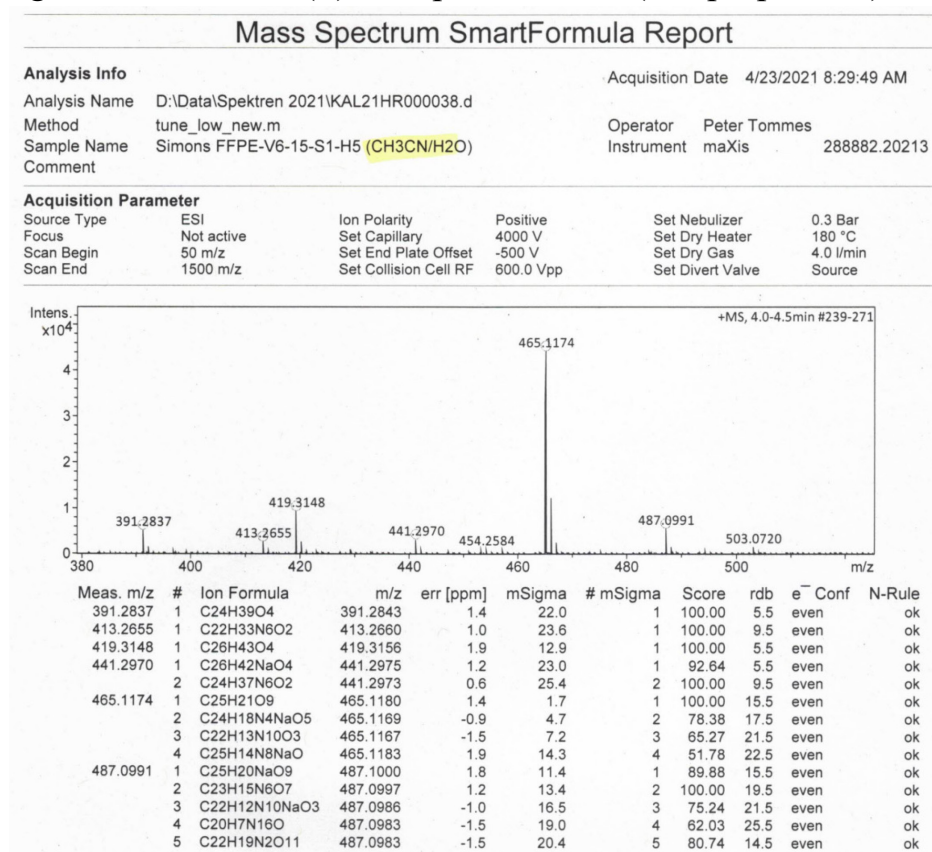 Mass Spectrum SmartFormula Report
Analysis Info
Acquisition Date 4/23/2021 8:29:49 AM
Analysis Name D:\Data\Spektren 2021\KAL21HR000038.d
Method tune_low_new.m
Operator Peter Tommes
Sample Name Simons FFPE-V6-15-S1-H5 (CH3CN/H2O)
Instrument maXis 288882.20213
Comment
Acquisition Parameter
Source Type ESI Ion Polarity Positive Set Nebulizer 0.3 Bar
Focus Not active Set Capillary 4000 V Set Dry Heater 180 °C
Scan Begin 50 m/z Set End Plate Offset -500 V Set Dry Gas 4.0 l/min
Scan End 1500 m/z Set Collision Cell RF 600.0 Vpp Set Divert Valve Source
Intens.
x10⁴
+MS, 4.0-4.5min #239-271
465.1174
4
3
2
419.3148
1
391.2837
413.2655
441.2970
454.2584
487.0991
503.0720
0
380 400 420 440 460 480 500 m/z
Meas. m/z # Ion Formula m/z err [ppm] mSigma # mSigma Score rdb e⁻ Conf N-Rule
391.2837 1 C24H39O4 391.2843 1.4 22.0 1 100.00 5.5 even ok
413.2655 1 C22H33N6O2 413.2660 1.0 23.6 1 100.00 9.5 even ok
419.3148 1 C26H43O4 419.3156 1.9 12.9 1 100.00 5.5 even ok
441.2970 1 C26H42NaO4 441.2975 1.2 23.0 1 92.64 5.5 even ok
2 C24H37N6O2 441.2973 0.6 25.4 2 100.00 9.5 even ok
465.1174 1 C25H21O9 465.1180 1.4 1.7 1 100.00 15.5 even ok
2 C24H18N4NaO5 465.1169 -0.9 4.7 2 78.38 17.5 even ok
3 C22H13N10O3 465.1167 -1.5 7.2 3 65.27 21.5 even ok
4 C25H14N8NaO 465.1183 1.9 14.3 4 51.78 22.5 even ok
487.0991 1 C25H20NaO9 487.1000 1.8 11.4 1 89.88 15.5 even ok
2 C23H15N6O7 487.0997 1.2 13.4 2 100.00 19.5 even ok
3 C22H12N10NaO3 487.0986 -1.0 16.5 3 75.24 21.5 even ok
4 C20H7N16O 487.0983 -1.5 19.0 4 62.03 25.5 even ok
5 C22H19N2O11 487.0983 -1.5 20.4 5 80.74 14.5 even ok